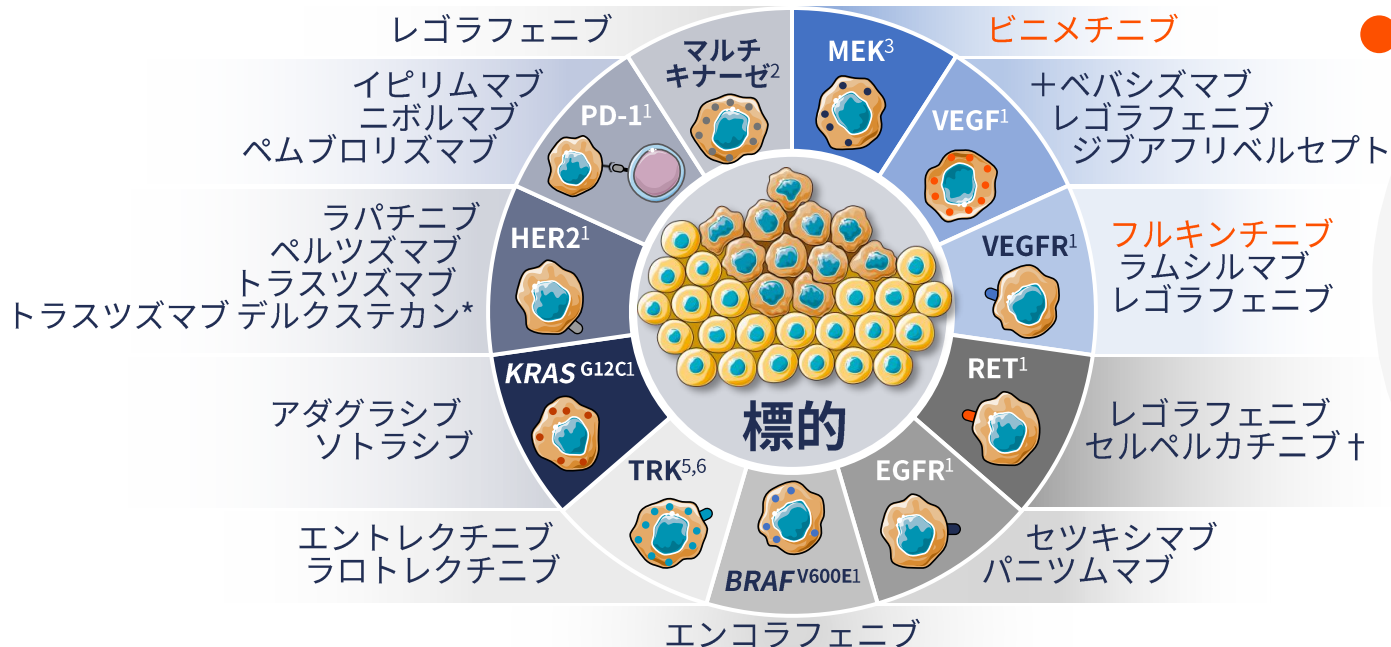 レゴラフェニブ
マルチ
キナーゼ2
MEK3
ビニメチニブ
イピリムマブ
ニボルマブ
ペムブロリズマブ
PD-11
VEGF1
＋ベバシズマブ
レゴラフェニブ
ジブアフリベルセプト
ラパチニブ
ペルツズマブ
トラスツズマブ
トラスツズマブ デルクステカン*
HER21
VEGFR1
フルキンチニブ
ラムシルマブ
レゴラフェニブ
KRAS G12C1
アダグラシブ
ソトラシブ
標的
RET1
レゴラフェニブ
セルペルカチニブ †
TRK5,6
エントレクチニブ
ラロトレクチニブ
BRAF V600E1
エンコラフェニブ
EGFR1
セツキシマブ
パニツムマブ